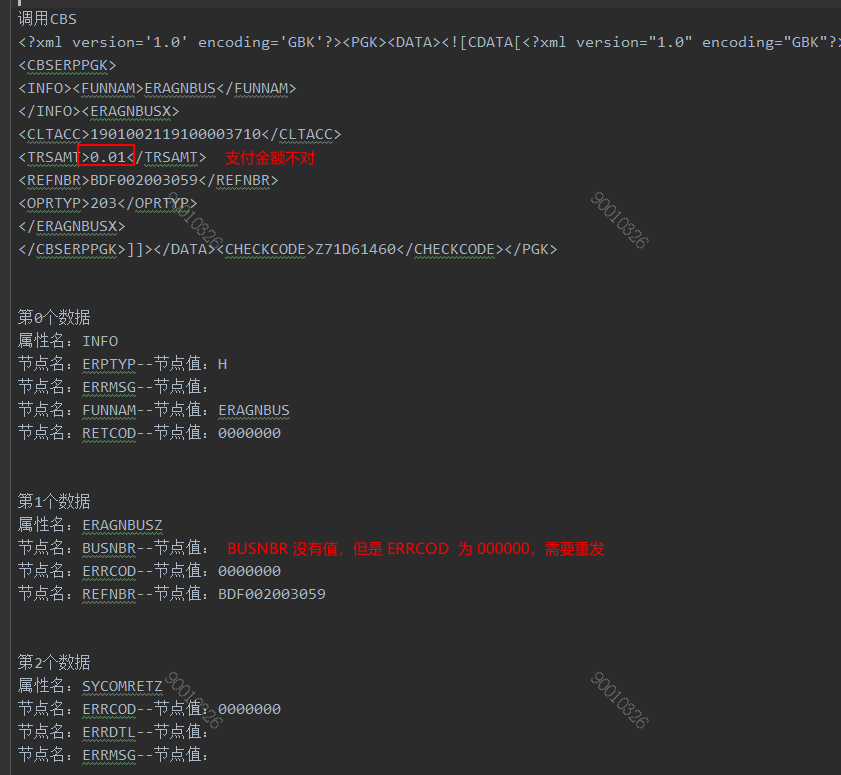 调用CBS
<?xml version='1.0' encoding='GBK'?><PGK><DATA><![CDATA[<?xml version="1.0" encoding="GBK"?>
<CBSERPPGK>
<INFO><FUNNAM>ERAGNBUS</FUNNAM>
</INFO><ERAGNBUSX>
<CLTACC>1901002119100003710</CLTACC>
<TRSAMT>0.01</TRSAMT> 支付金额不对
<REFNBR>BDF002003059</REFNBR>
<OPRTYP>203</OPRTYP>
</ERAGNBUSX>
</CBSERPPGK>]]></DATA><CHECKCODE>Z71D61460</CHECKCODE></PGK>
90010326
90010326
第0个数据
属性名：INFO
节点名：ERPTYP--节点值：H
节点名：ERRMSG--节点值：
节点名：FUNNAM--节点值：ERAGNBUS
节点名：RETCOD--节点值：0000000
第1个数据
属性名：ERAGNBUSZ
节点名：BUSNBR--节点值： BUSNBR 没有值，但是 ERRCOD 为 000000，需要重发
节点名：ERRCOD--节点值：0000000
节点名：REFNBR--节点值：BDF002003059
第2个数据
属性名：SYCOMRETZ
节点名：ERRCOD--节点值：0000000
节点名：ERRDTL--节点值：
节点名：ERRMSG--节点值：
90010326
90010326